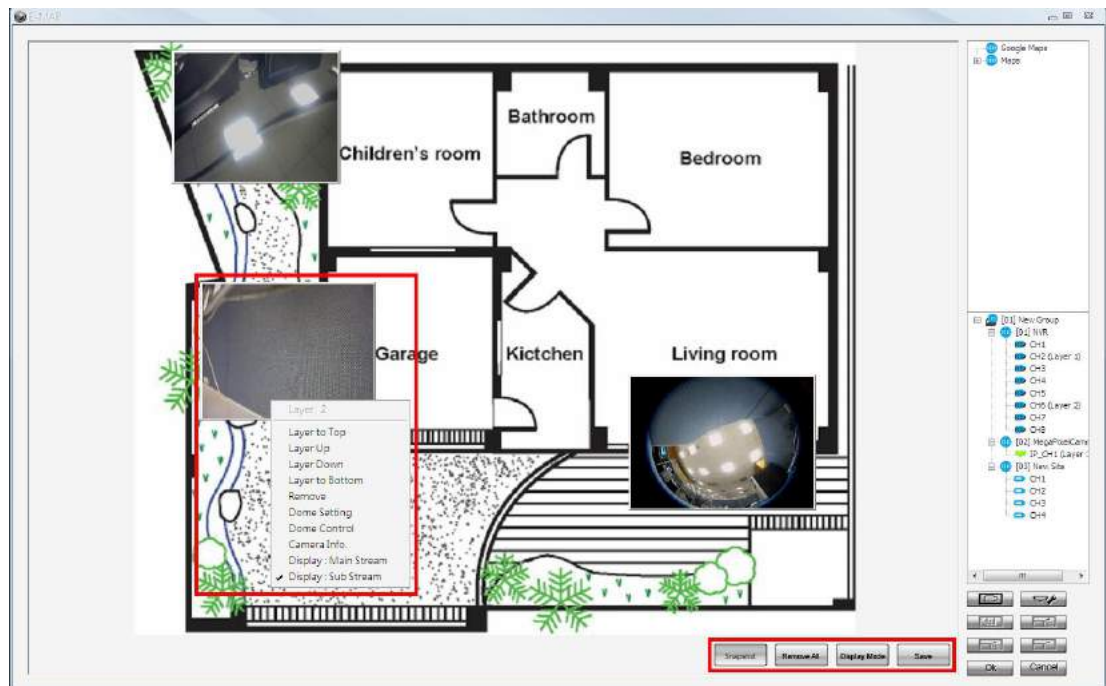 E-MAP
Google Maps
Maps
Bathroom
Children's room
Bedroom
Garage
Kictchen
Living room
Layer : 2
Layer to Top
Layer Up
Layer Down
Layer to Bottom
Remove
Dome Setting
Dome Control
Camera Info.
Display : Main Stream
Display : Sub Stream
[01] New Group
[01] NVR
CH1
CH2 (Layer 1)
CH3
CH4
CH5
CH6 (Layer 2)
CH7
CH8
[02] MegaPixelCam
IP_CH1 (Layer
[03] New Site
CH1
CH2
CH3
CH4
Snapshot
Remove All
Display Mode
Save
Ok
Cancel